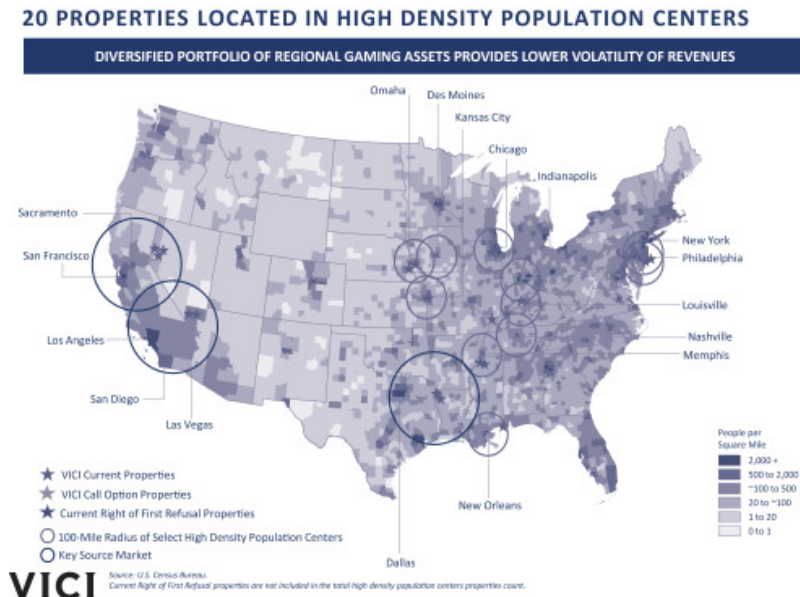 20 PROPERTIES LOCATED IN HIGH DENSITY POPULATION CENTERS
DIVERSIFIED PORTFOLIO OF REGIONAL GAMING ASSETS PROVIDES LOWER VOLATILITY OF REVENUES
Omaha
Des Moines
Kansas City
Chicago
Indianapolis
Sacramento
San Francisco
New York
Philadelphia
Louisville
Los Angeles
Nashville
Memphis
San Diego
Las Vegas
New Orleans
Dallas
People per
Square Mile
2,000 +
500 to 2,000
~100 to 500
20 to ~100
1 to 20
0 to 1
VICI Current Properties
VICI Call Option Properties
Current Right of First Refusal Properties
100-Mile Radius of Select High Density Population Centers
Key Source Market
VICI
Source: U.S. Census Bureau.
Current Right of First Refusal properties are not included in the total high density population centers properties count.